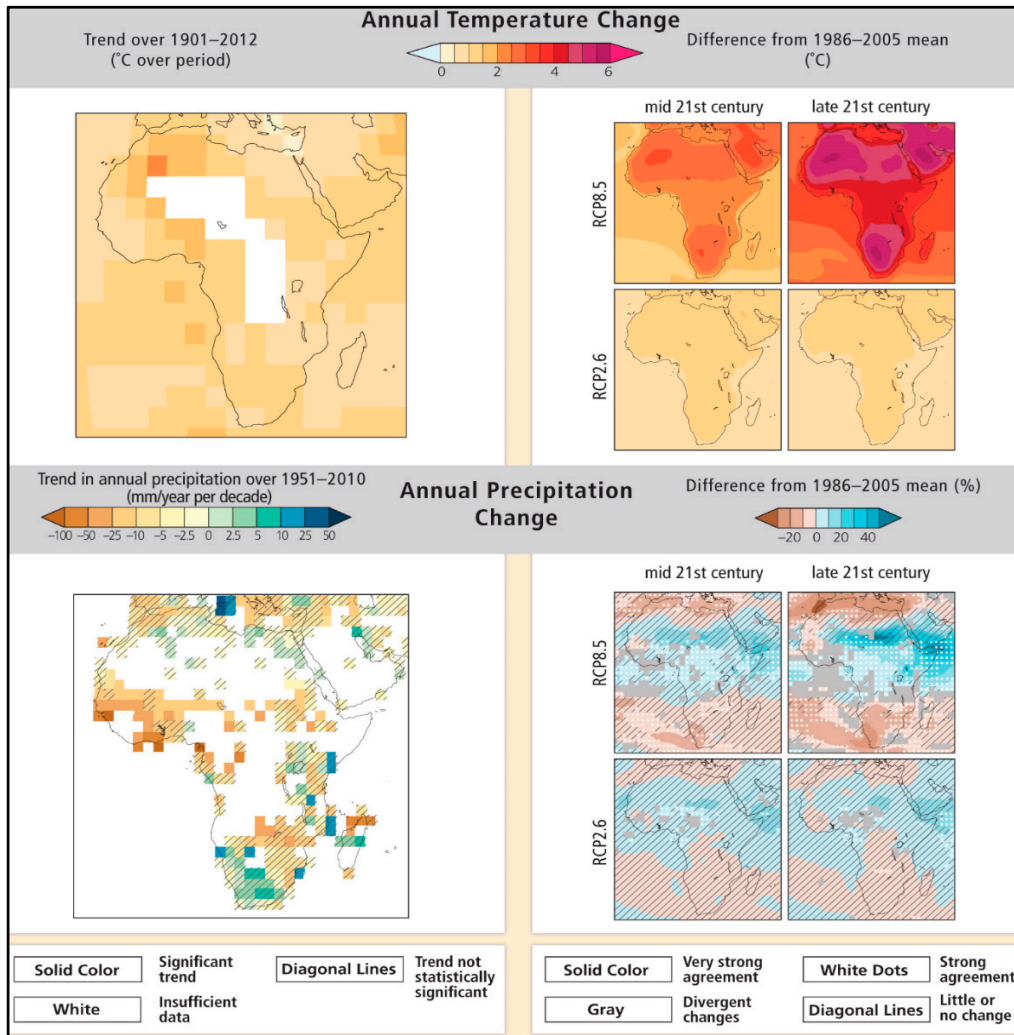 Annual Temperature Change
Trend over 1901–2012
(˚C over period)
0 2 4 6
Difference from 1986–2005 mean
(˚C)
mid 21st century
late 21st century
RCP8.5
RCP2.6
Trend in annual precipitation over 1951–2010
(mm/year per decade)
−100 −50 −25 −10 −5 −2.5 0 2.5 5 10 25 50
Annual Precipitation
Change
Difference from 1986–2005 mean (%)
−20 0 20 40
mid 21st century
late 21st century
RCP8.5
RCP2.6
Solid Color
Significant
trend
Diagonal Lines
Trend not
statistically
significant
White
Insufficient
data
Solid Color
Very strong
agreement
White Dots
Strong
agreement
Gray
Divergent
changes
Diagonal Lines
Little or
no change